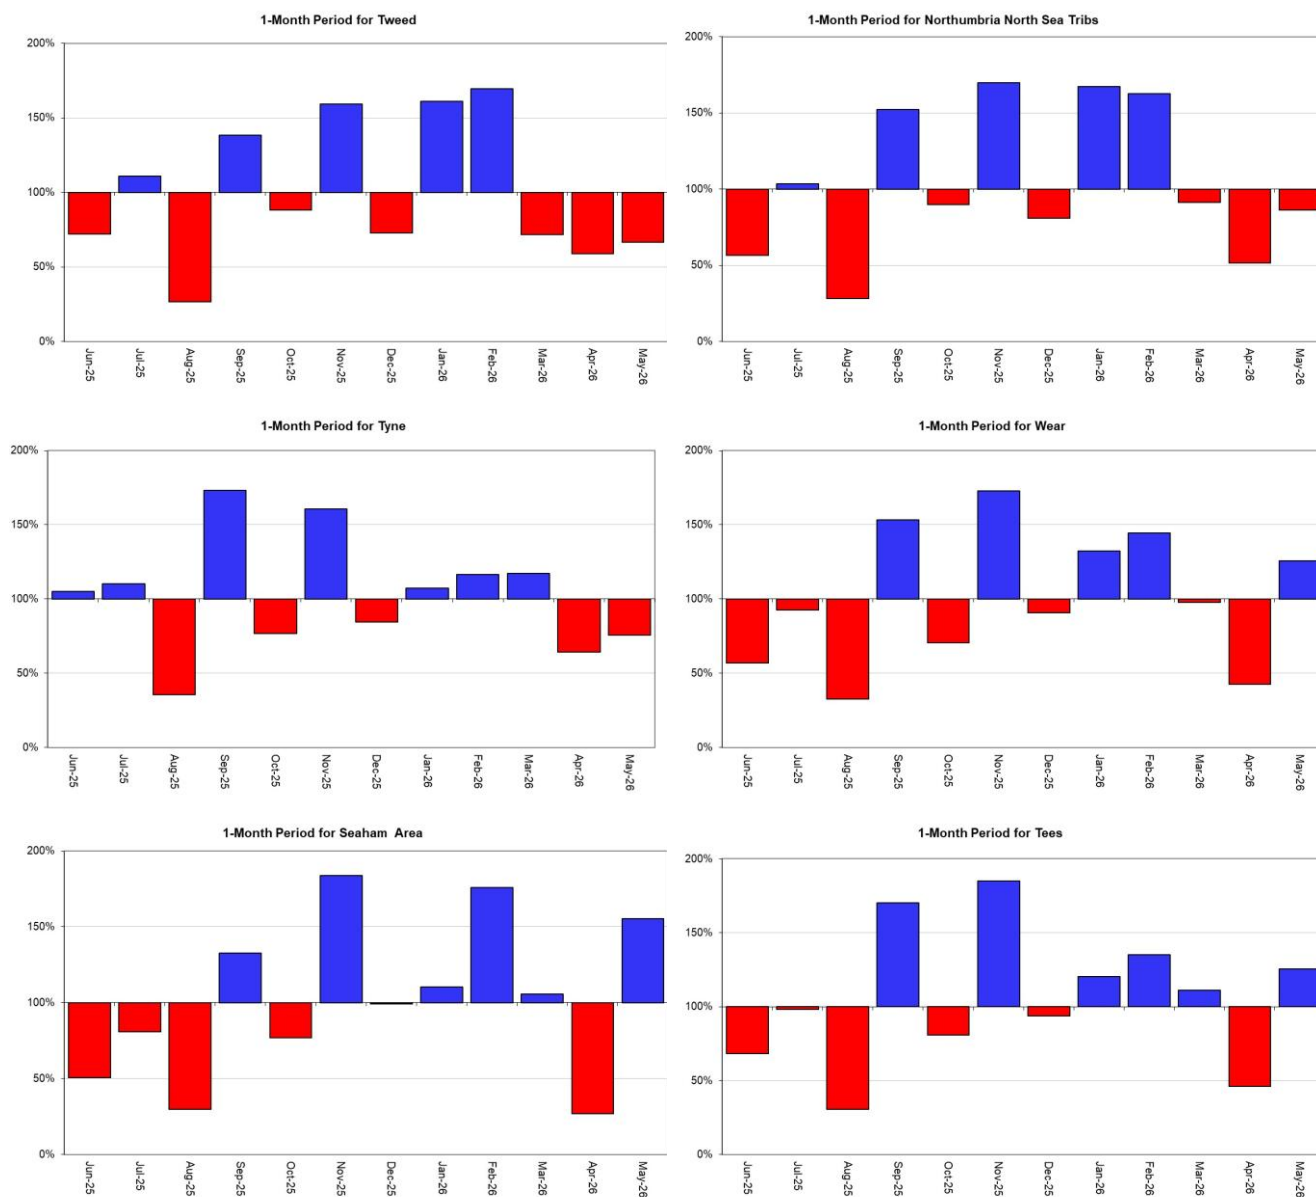 1-Month Period for Tweed
200%
150%
100%
50%
0%
Jun-25
Jul-25
Aug-25
Sep-25
Oct-25
Nov-25
Dec-25
Jan-26
Feb-26
Mar-26
Apr-26
May-26
1-Month Period for Northumbria North Sea Tribs
200%
150%
100%
50%
0%
Jun-25
Jul-25
Aug-25
Sep-25
Oct-25
Nov-25
Dec-25
Jan-26
Feb-26
Mar-26
Apr-26
May-26
1-Month Period for Tyne
200%
150%
100%
50%
0%
Jun-25
Jul-25
Aug-25
Sep-25
Oct-25
Nov-25
Dec-25
Jan-26
Feb-26
Mar-26
Apr-26
May-26
1-Month Period for Wear
200%
150%
100%
50%
0%
Jun-25
Jul-25
Aug-25
Sep-25
Oct-25
Nov-25
Dec-25
Jan-26
Feb-26
Mar-26
Apr-26
May-26
1-Month Period for Seaham Area
200%
150%
100%
50%
0%
Jun-25
Jul-25
Aug-25
Sep-25
Oct-25
Nov-25
Dec-25
Jan-26
Feb-26
Mar-26
Apr-26
May-26
1-Month Period for Tees
200%
150%
100%
50%
0%
Jun-25
Jul-25
Aug-25
Sep-25
Oct-25
Nov-25
Dec-25
Jan-26
Feb-26
Mar-26
Apr-26
May-26